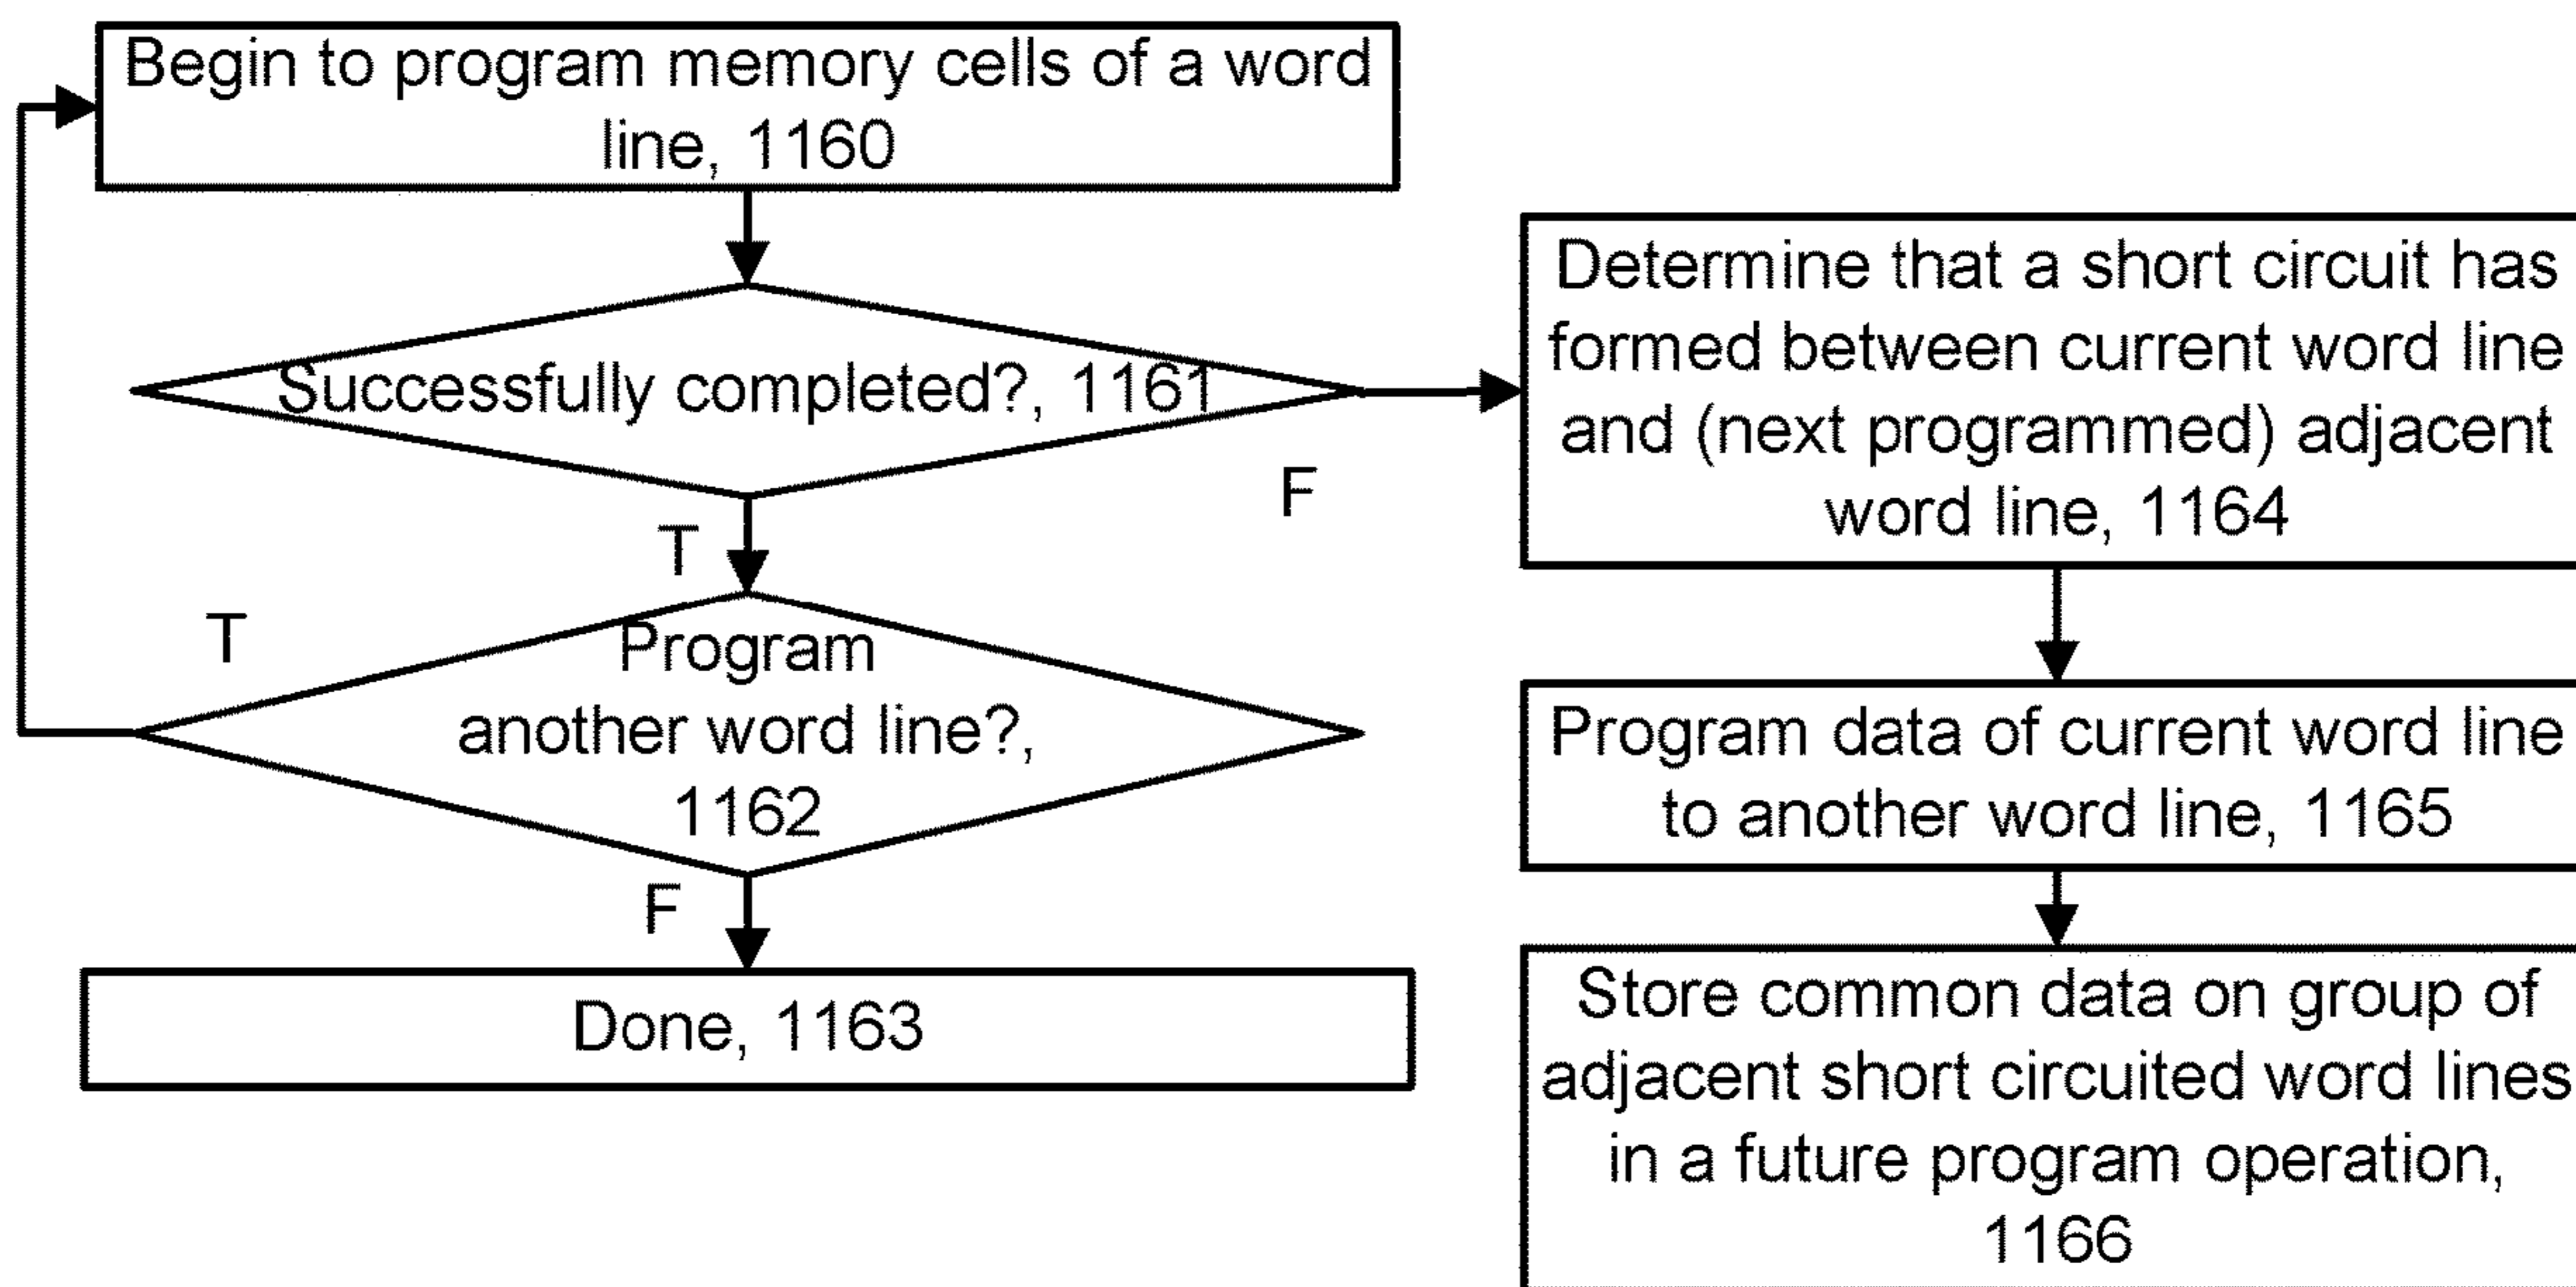 Begin to program memory cells of a word
line, 1160
Successfully completed?, 1161
F
T
Program
another word line?,
1162
T
F
Done, 1163
Determine that a short circuit has
formed between current word line
and (next programmed) adjacent
word line, 1164
Program data of current word line
to another word line, 1165
Store common data on group of
adjacent short circuited word lines
in a future program operation,
1166